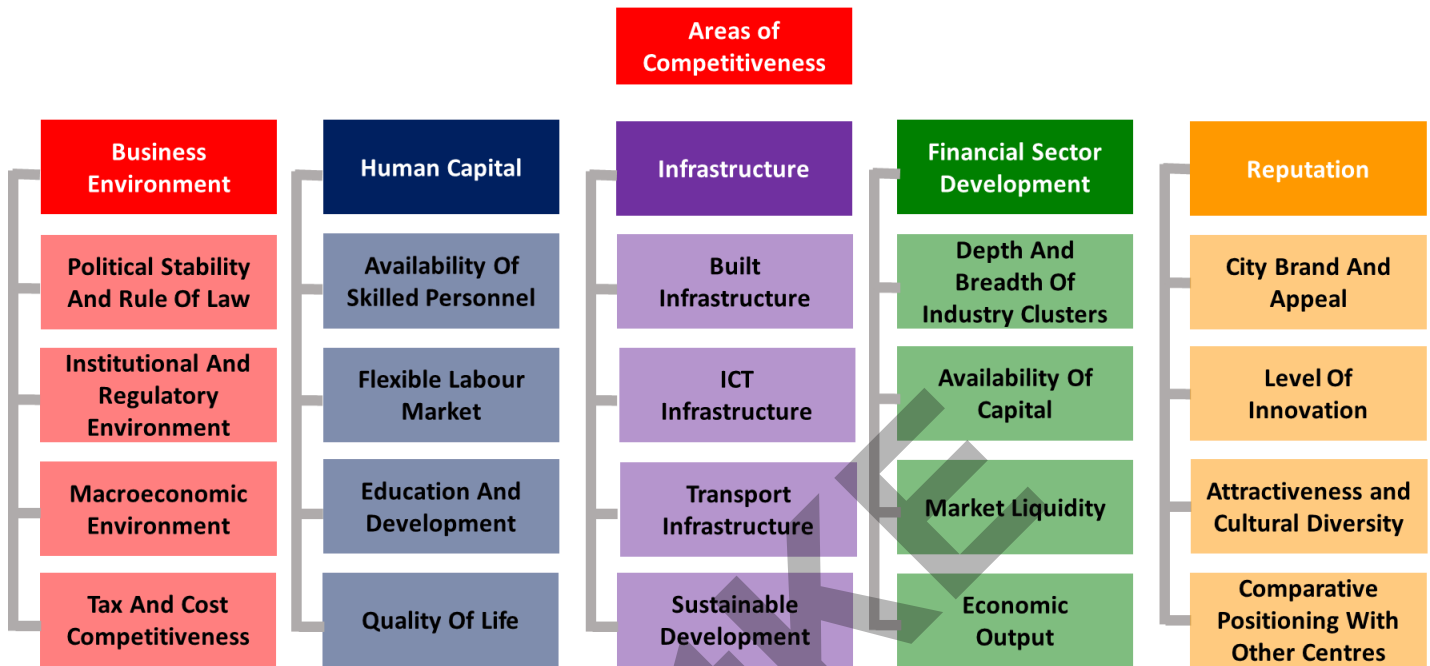 Areas of
Competitiveness
Business
Environment
Political Stability
And Rule Of Law
Institutional And
Regulatory
Environment
Macroeconomic
Environment
Tax And Cost
Competitiveness
Human Capital
Availability Of
Skilled Personnel
Flexible Labour
Market
Education And
Development
Quality Of Life
Infrastructure
Built
Infrastructure
ICT
Infrastructure
Transport
Infrastructure
Sustainable
Development
Financial Sector
Development
Depth And
Breadth Of
Industry Clusters
Availability Of
Capital
Market Liquidity
Economic
Output
Reputation
City Brand And
Appeal
Level Of
Innovation
Attractiveness and
Cultural Diversity
Comparative
Positioning With
Other Centres